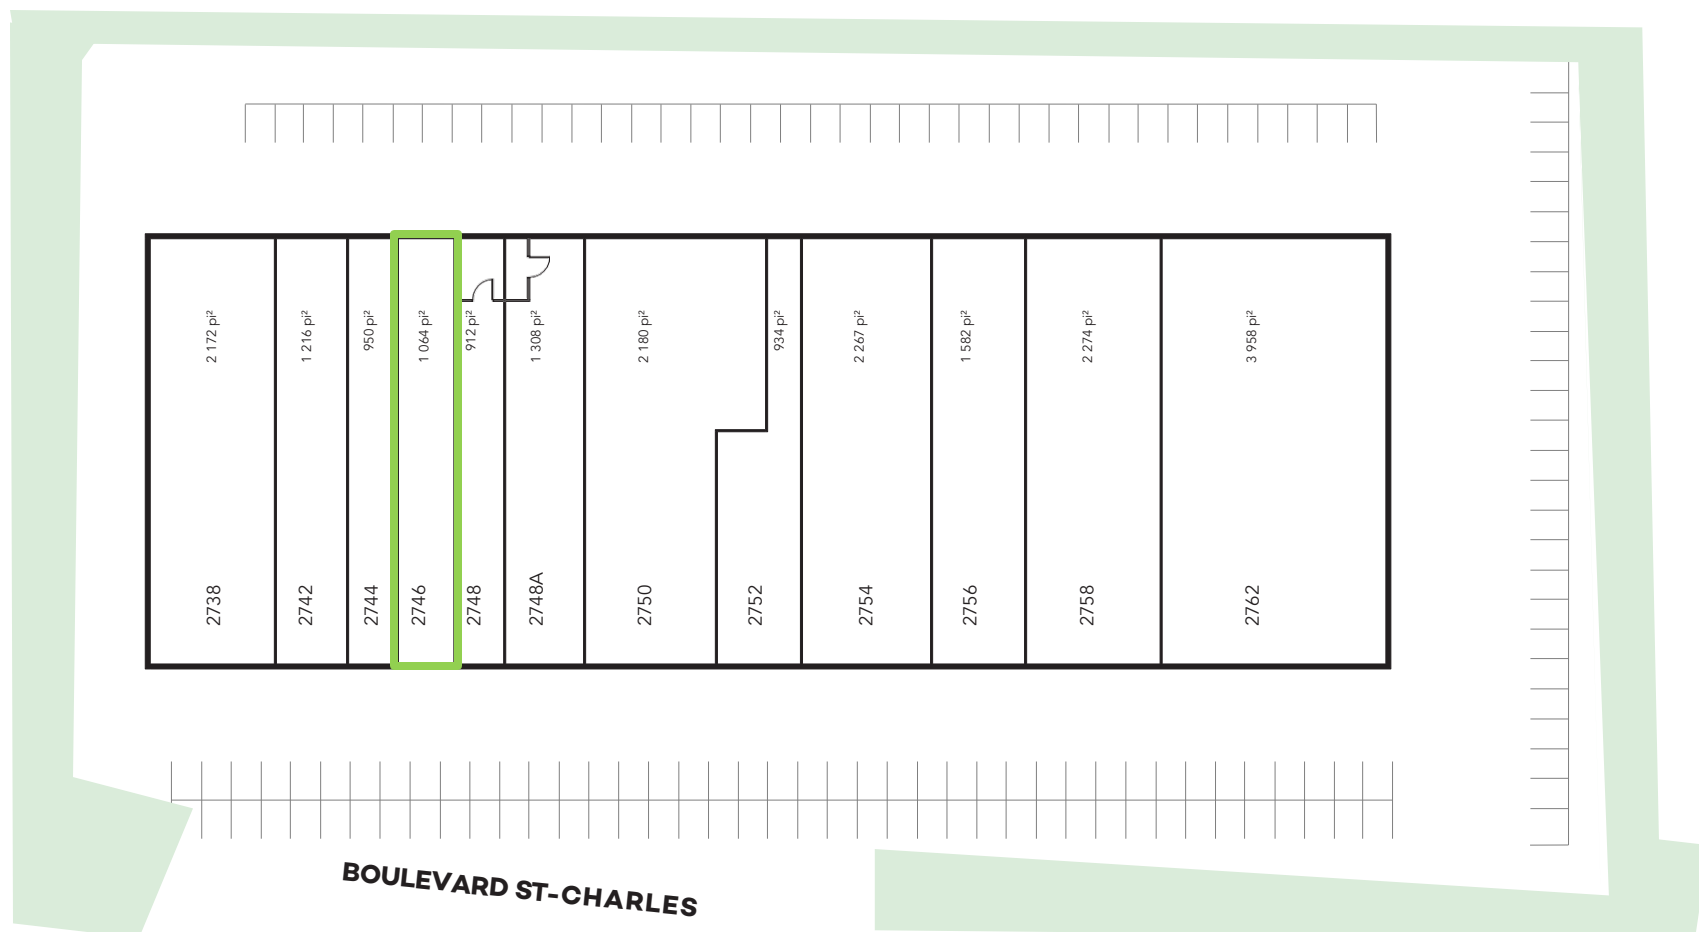 2 172 pi²
1 216 pi²
950 pi²
1 064 pi²
912 pi²
1 308 pi²
2 180 pi²
934 pi²
2 267 pi²
1 582 pi²
2 274 pi²
3 958 pi²
2738
2742
2744
2746
2748
2748A
2750
2752
2754
2756
2758
2762
BOULEVARD ST-CHARLES